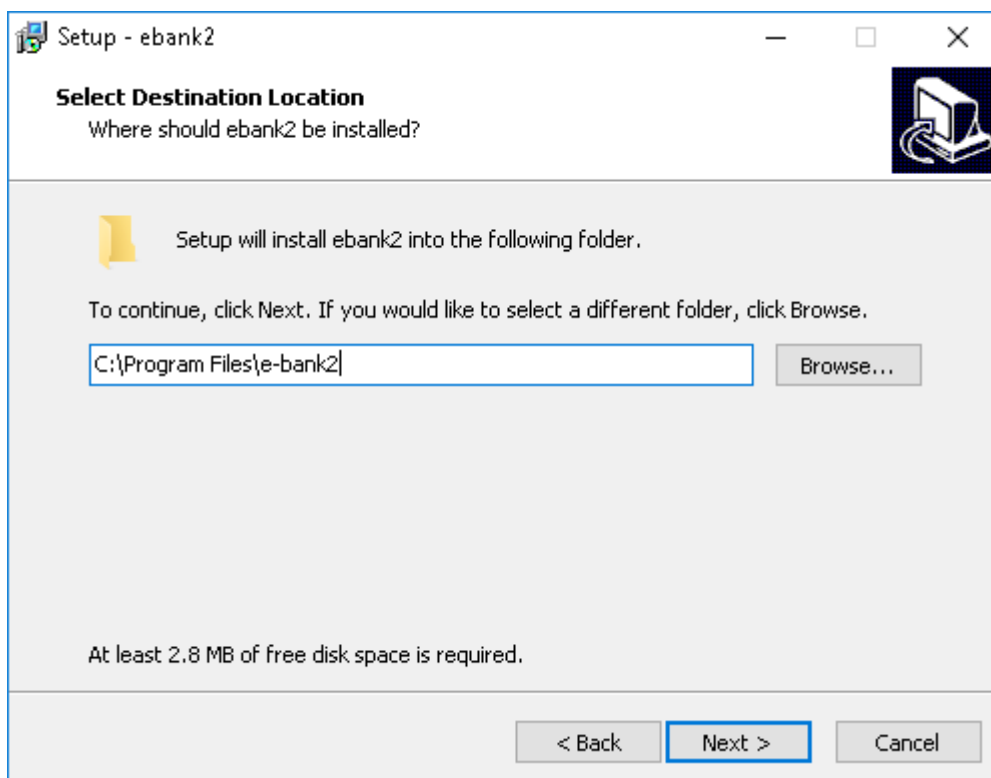 Setup - ebank2
Select Destination Location
Where should ebank2 be installed?
Setup will install ebank2 into the following folder.
To continue, click Next. If you would like to select a different folder, click Browse.
C:\Program Files\e-bank2
Browse...
At least 2.8 MB of free disk space is required.
< Back
Next >
Cancel